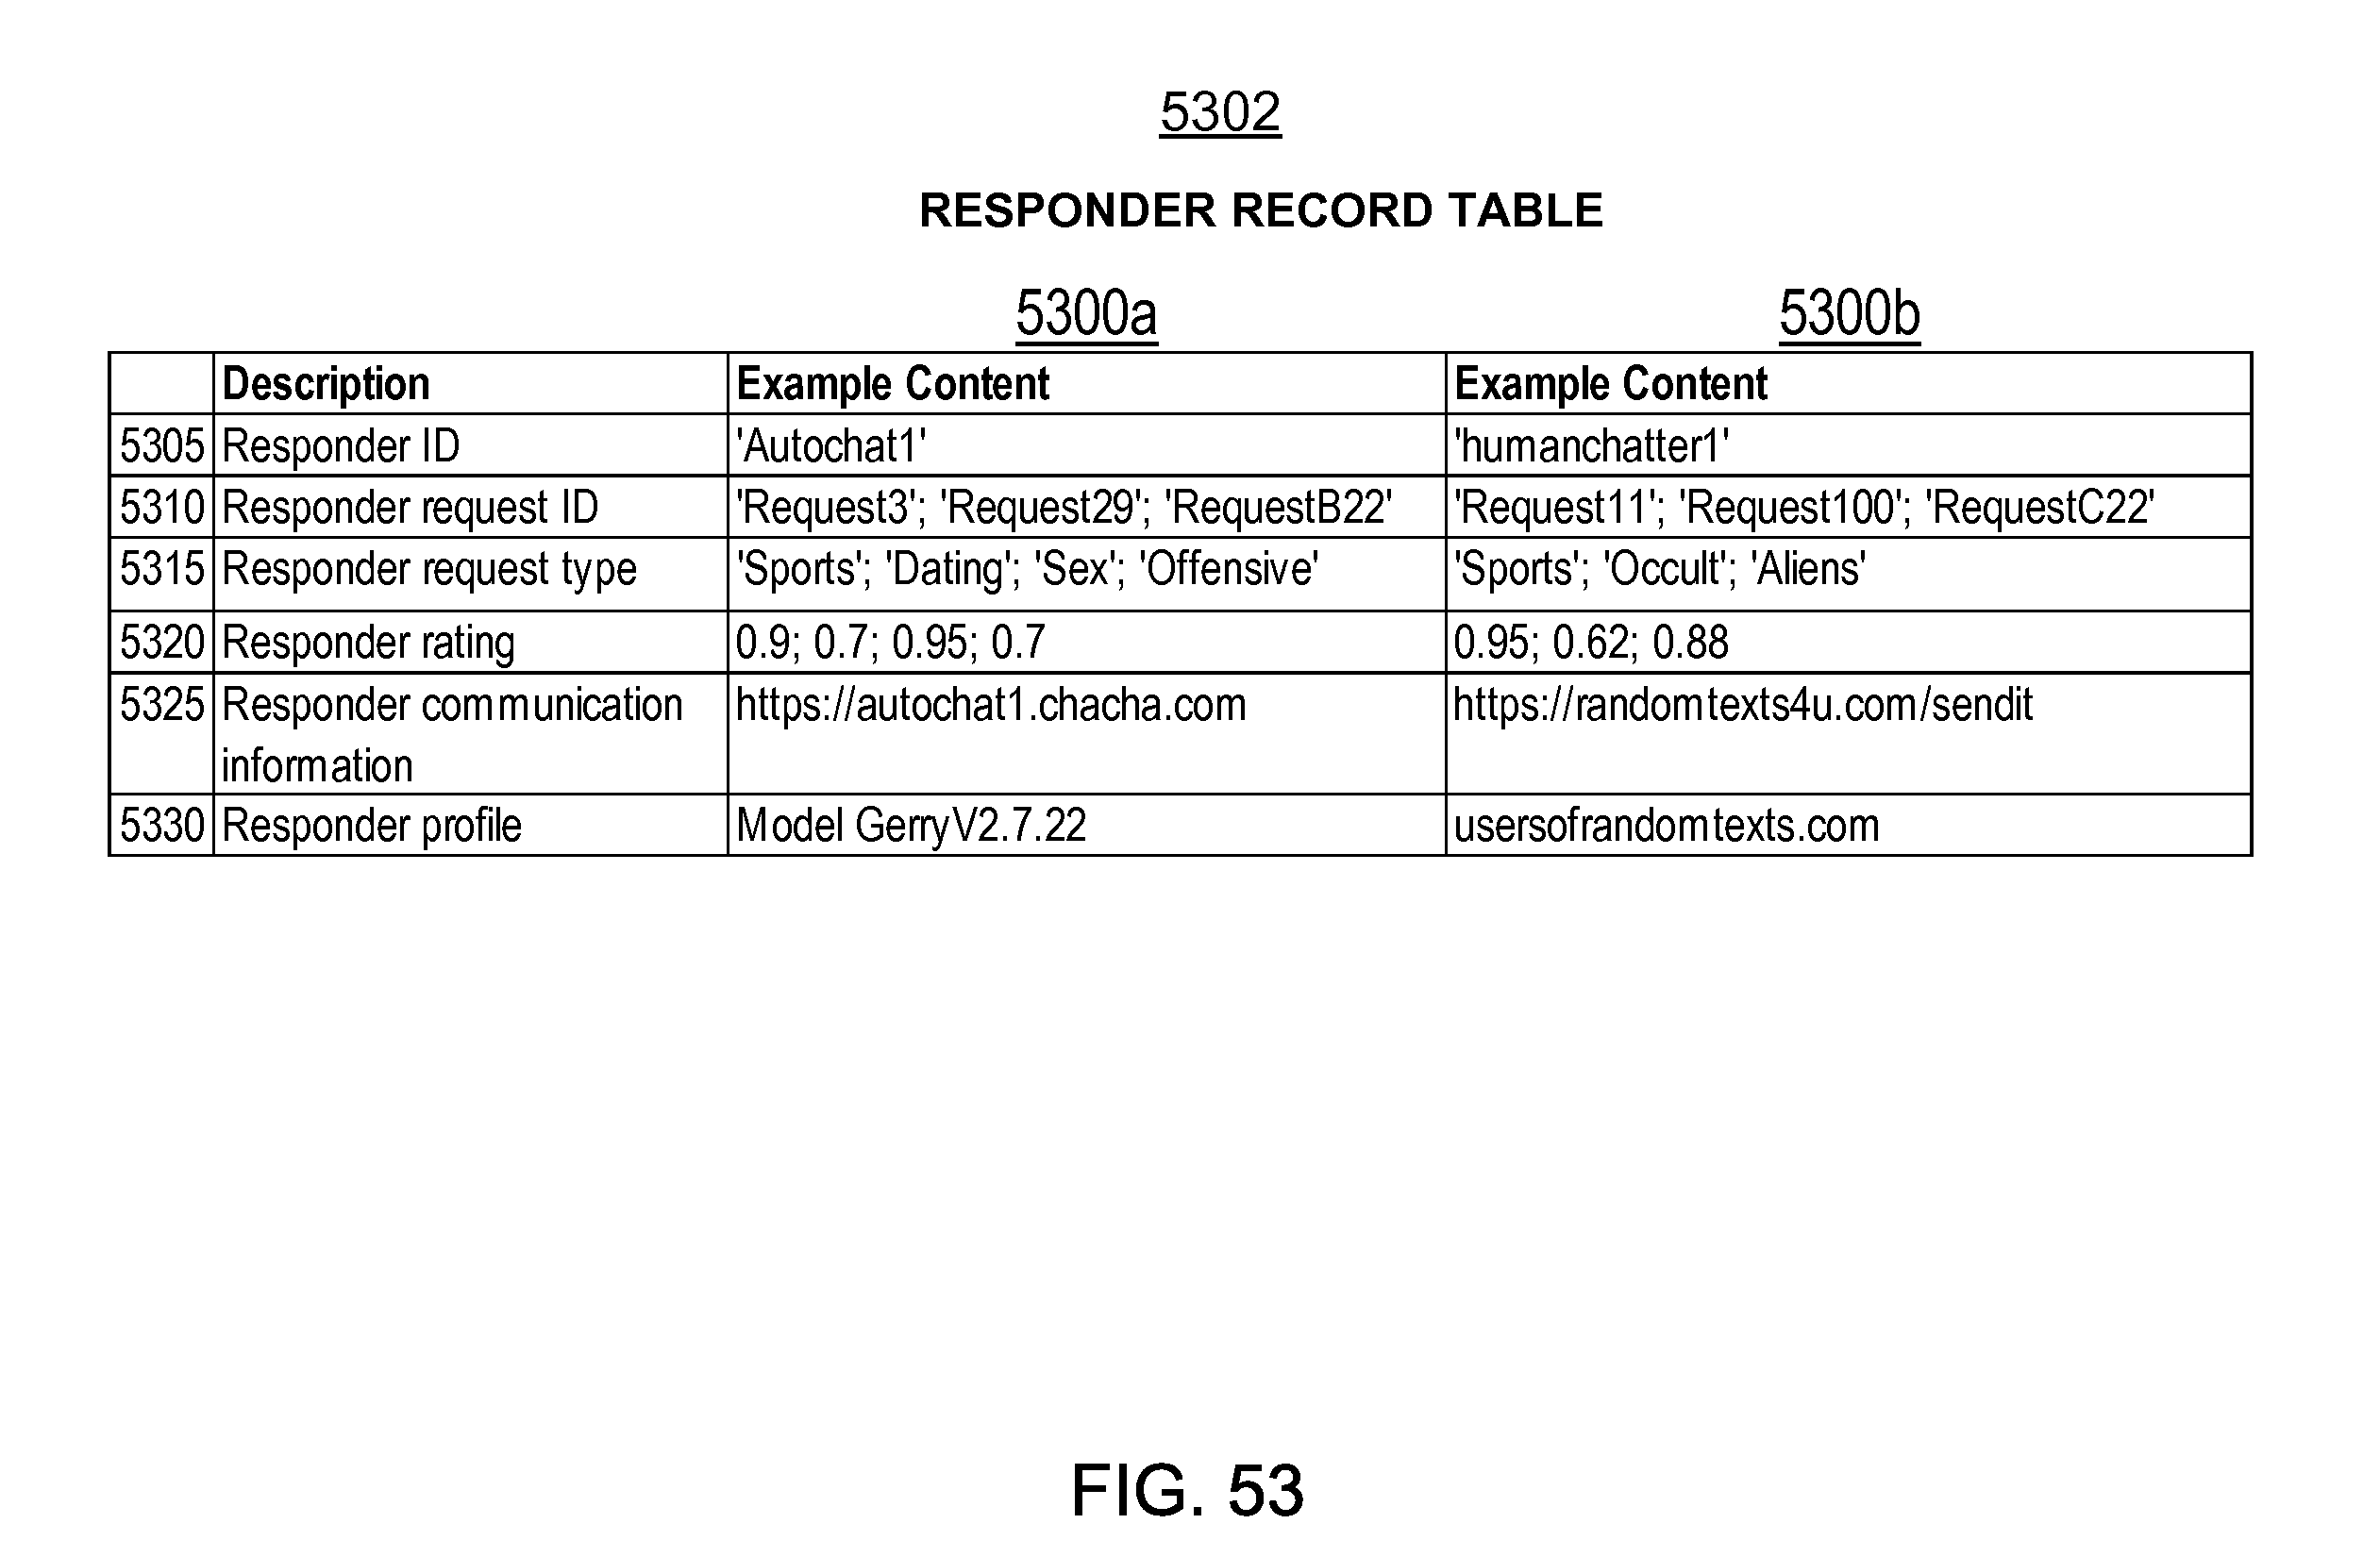 5302
RESPONDER RECORD TABLE
5300a 5300b
Description Example Content Example Content
5305 Responder ID 'Autochat1' 'humanchatter1'
5310 Responder request ID 'Request3'; 'Request29'; 'RequestB22' 'Request11'; 'Request100'; 'RequestC22'
5315 Responder request type 'Sports'; 'Dating'; 'Sex'; 'Offensive' 'Sports'; 'Occult'; 'Aliens'
5320 Responder rating 0.9; 0.7; 0.95; 0.7 0.95; 0.62; 0.88
5325 Responder communication https://autochat1.chacha.com https://randomtexts4u.com/sendit
information
5330 Responder profile Model GerryV2.7.22 usersofrandomtexts.com
FIG. 53